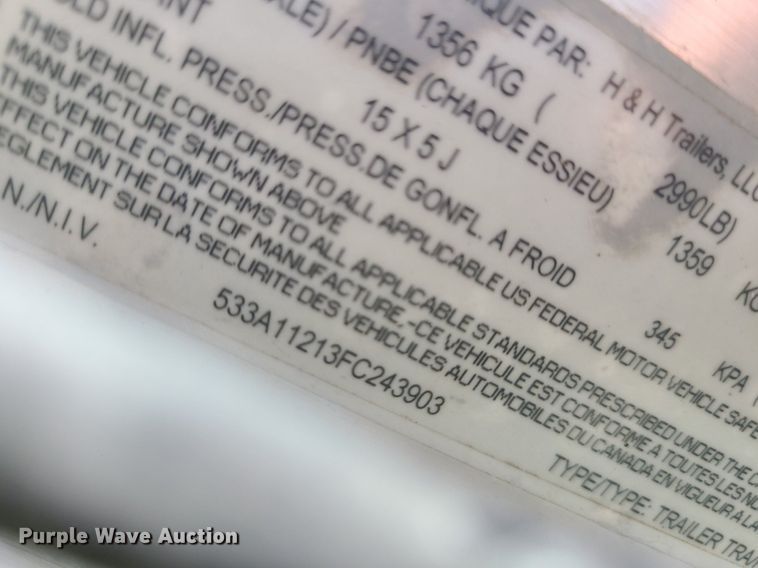 IQUE PAR: H & H Trailers, LLC
1356 KG ( 2990LB)
ALE) / PNBE (CHAQUE ESSIEU) 1359 KG
15 X 5 J
OLD INFL. PRESS./PRESS.DE GONFL. A FROID 345 KPA
THIS VEHICLE CONFORMS TO ALL APPLICABLE US FEDERAL MOTOR VEHICLE SAFE
MANUFACTURE SHOWN ABOVE
THIS VEHICLE CONFORMS TO ALL APPLICABLE STANDARDS PRESCRIBED UNDER THE C
EFFECT ON THE DATE OF MANUFACTURE, -CE VEHICULE EST CONFORME A TOUTES LES NO
EGLEMENT SUR LA SECURITE DES VEHICULES AUTOMOBILES DU CANADA EN VIGUEUR A LA
N./N.I.V. 533A11213FC243903
TYPE/TYPE: TRAILER TRA
Purple Wave Auction